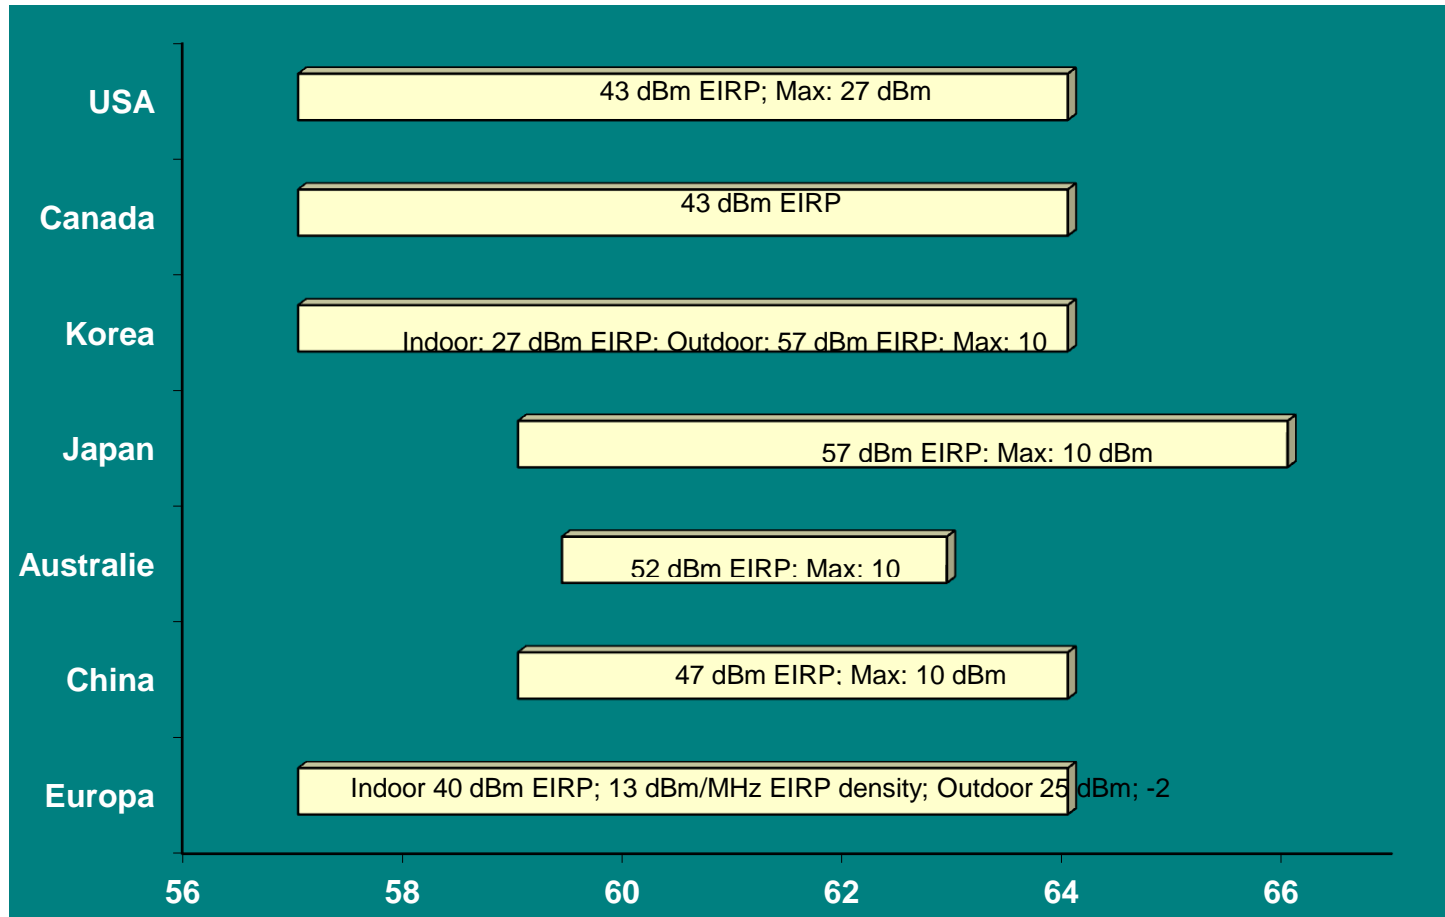 USA
43 dBm EIRP; Max: 27 dBm
Canada
43 dBm EIRP
Korea
Indoor: 27 dBm EIRP; Outdoor: 57 dBm EIRP; Max: 10
Japan
57 dBm EIRP; Max: 10 dBm
Australie
52 dBm EIRP; Max: 10
China
47 dBm EIRP; Max: 10 dBm
Europa
Indoor 40 dBm EIRP; 13 dBm/MHz EIRP density; Outdoor 25 dBm; -2
56 58 60 62 64 66